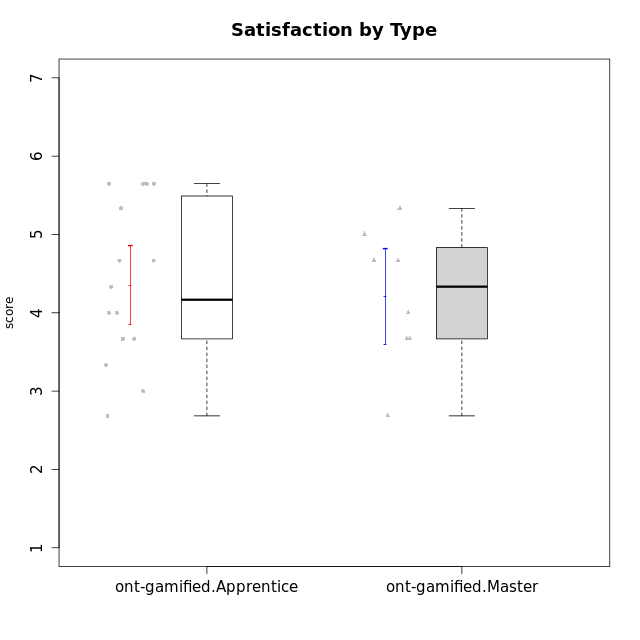 Satisfaction by Type
7
6
5
4
3
2
1
score
ont-gamified.Apprentice
ont-gamified.Master